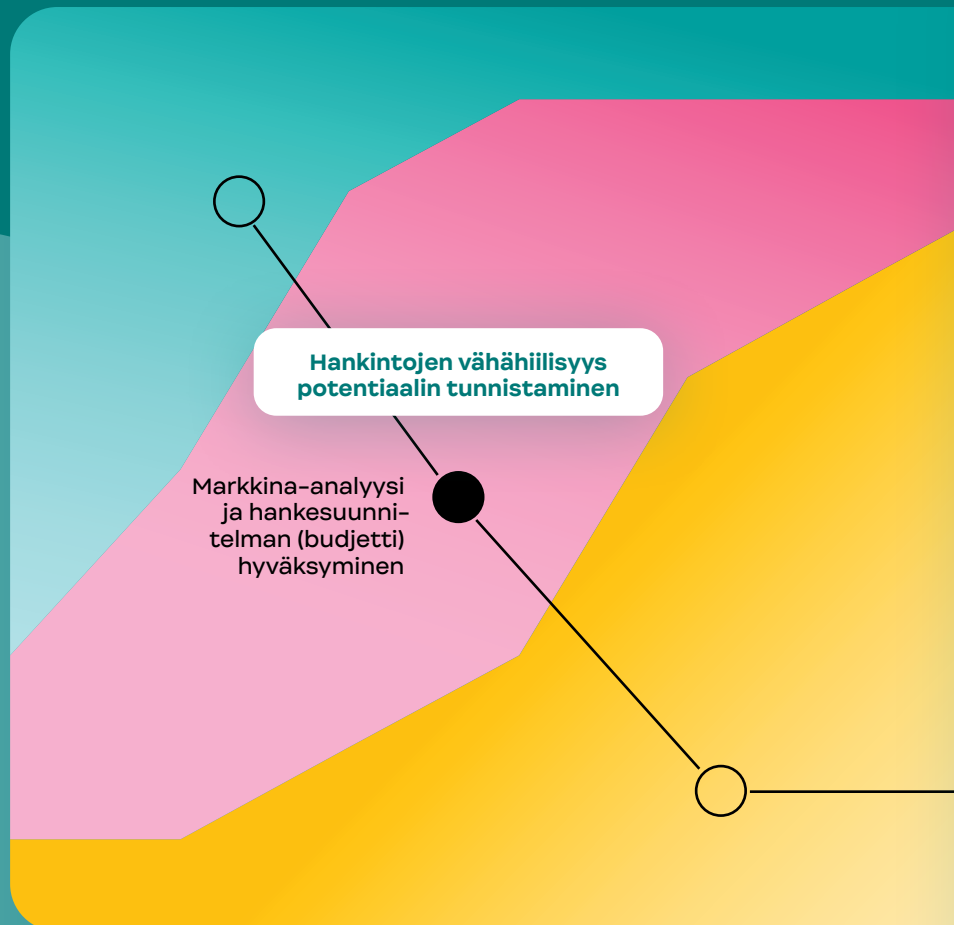 Hankintojen vähähiilisyys
potentiaalin tunnistaminen
Markkina-analyysi
ja hankesuunni-
telman (budjetti)
hyväksyminen